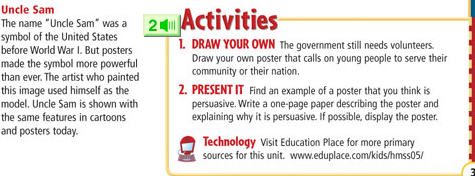 Uncle Sam
The name “Uncle Sam” was a
symbol of the United States
before World War I. But posters
made the symbol more powerful
than ever. The artist who painted
this image used himself as the
model. Uncle Sam is shown with
the same features in cartoons
and posters today.
2
Activities
1. DRAW YOUR OWN The government still needs volunteers.
Draw your own poster that calls on young people to serve their
community or their nation.
2. PRESENT IT Find an example of a poster that you think is
persuasive. Write a one-page paper describing the poster and
explaining why it is persuasive. If possible, display the poster.
Technology Visit Education Place for more primary
sources for this unit. www.eduplace.com/kids/hmss05/